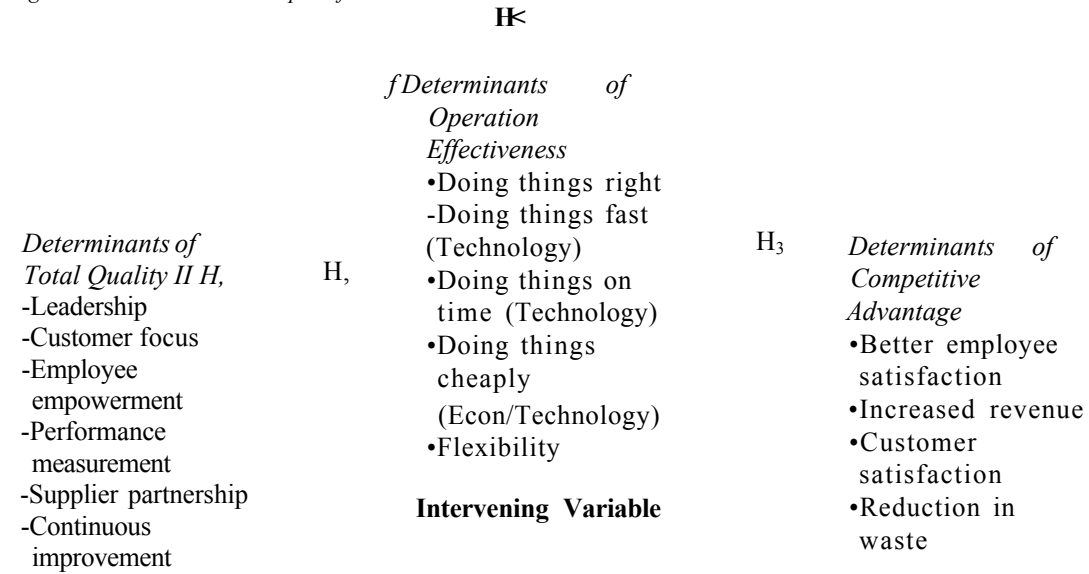 H<
f Determinants of
Operation
Effectiveness
•Doing things right
-Doing things fast
(Technology)
•Doing things on
time (Technology)
•Doing things
cheaply
(Econ/Technology)
•Flexibility
Intervening Variable
Determinants of
Total Quality II H,
-Leadership
-Customer focus
-Employee
empowerment
-Performance
measurement
-Supplier partnership
-Continuous
improvement
H,
H₃
Determinants of
Competitive
Advantage
•Better employee
satisfaction
•Increased revenue
•Customer
satisfaction
•Reduction in
waste